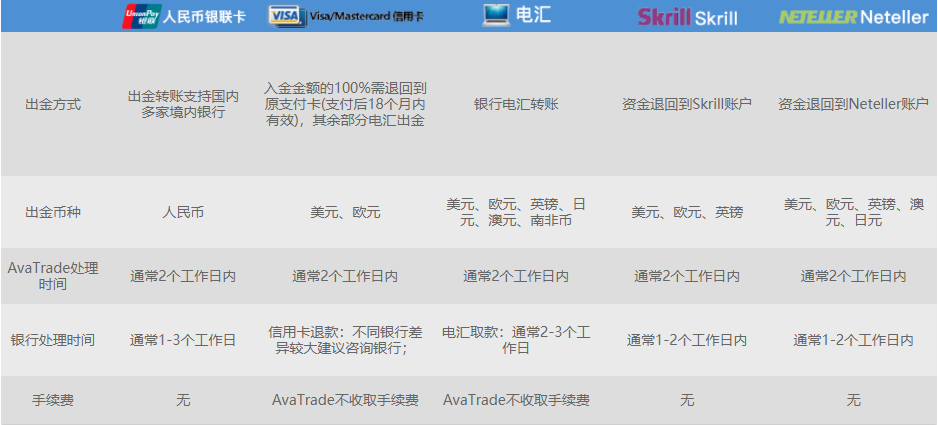 UnionPay 银联 人民币银联卡 VISA Visa/Mastercard 信用卡 电汇 Skrill Skrill NETELLER Neteller
出金方式
出金转账支持国内
多家境内银行
入金金额的100%需退回到
原支付卡(支付后18个月内
有效)，其余部分电汇出金
银行电汇转账
资金退回到Skrill账户
资金退回到Neteller账户
出金币种
人民币
美元、欧元
美元、欧元、英镑、日
元、澳元、南非币
美元、欧元、英镑
美元、欧元、英镑、澳
元、日元
AvaTrade处理
时间
通常2个工作日内
通常2个工作日内
通常2个工作日内
通常2个工作日内
通常2个工作日内
银行处理时间
通常1-3个工作日
信用卡退款：不同银行差
异较大建议咨询银行；
电汇取款：通常2-3个工
作日
通常1-2个工作日内
通常1-2个工作日内
手续费
无
AvaTrade不收取手续费
AvaTrade不收取手续费
无
无